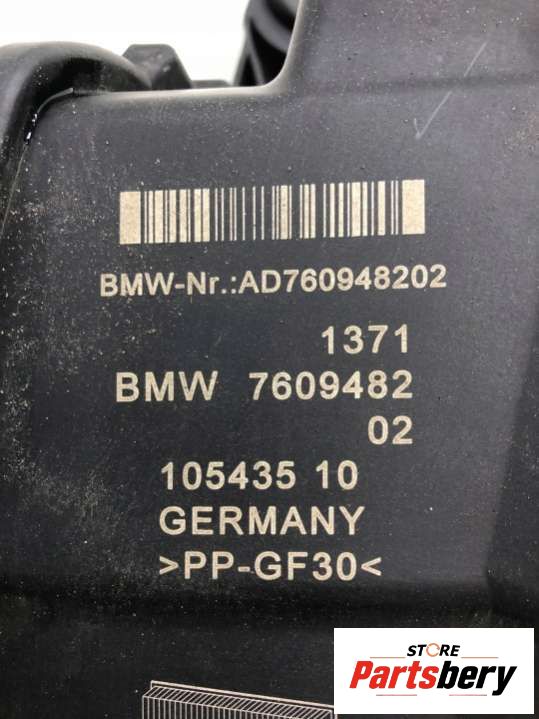 BMW-Nr.:AD760948202
1371
BMW 7609482
02
105435 10
GERMANY
>PP-GF30<
STORE
Partsbery